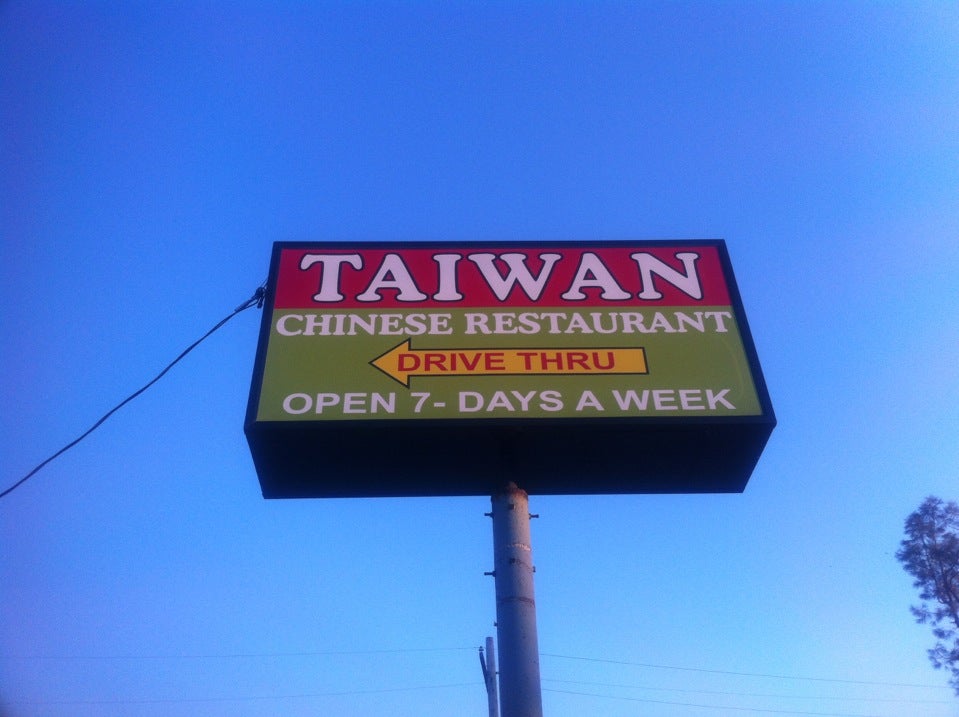 TAIWAN
CHINESE RESTAURANT
DRIVE THRU
OPEN 7- DAYS A WEEK